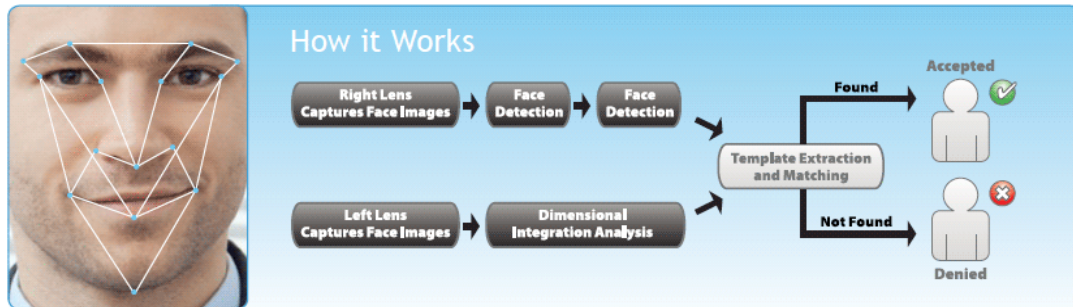 How it Works
Right Lens
Captures Face Images
Face
Detection
Face
Detection
Left Lens
Captures Face Images
Dimensional
Integration Analysis
Template Extraction
and Matching
Found
Accepted
Not Found
Denied